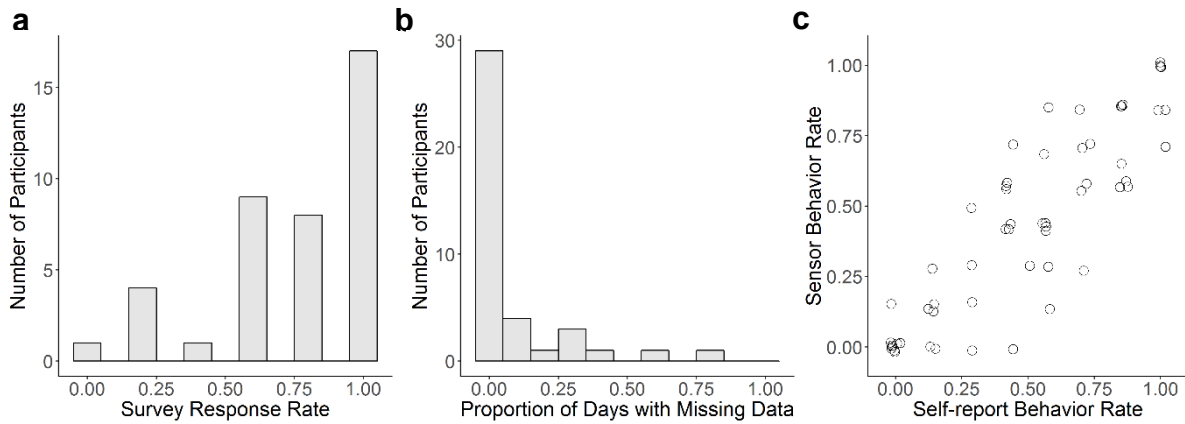 a
Number of Participants
15
10
5
0
0.00 0.25 0.50 0.75 1.00
Survey Response Rate
b
Number of Participants
30
20
10
0
0.00 0.25 0.50 0.75 1.00
Proportion of Days with Missing Data
c
Sensor Behavior Rate
1.00
0.75
0.50
0.25
0.00
0.00 0.25 0.50 0.75 1.00
Self-report Behavior Rate